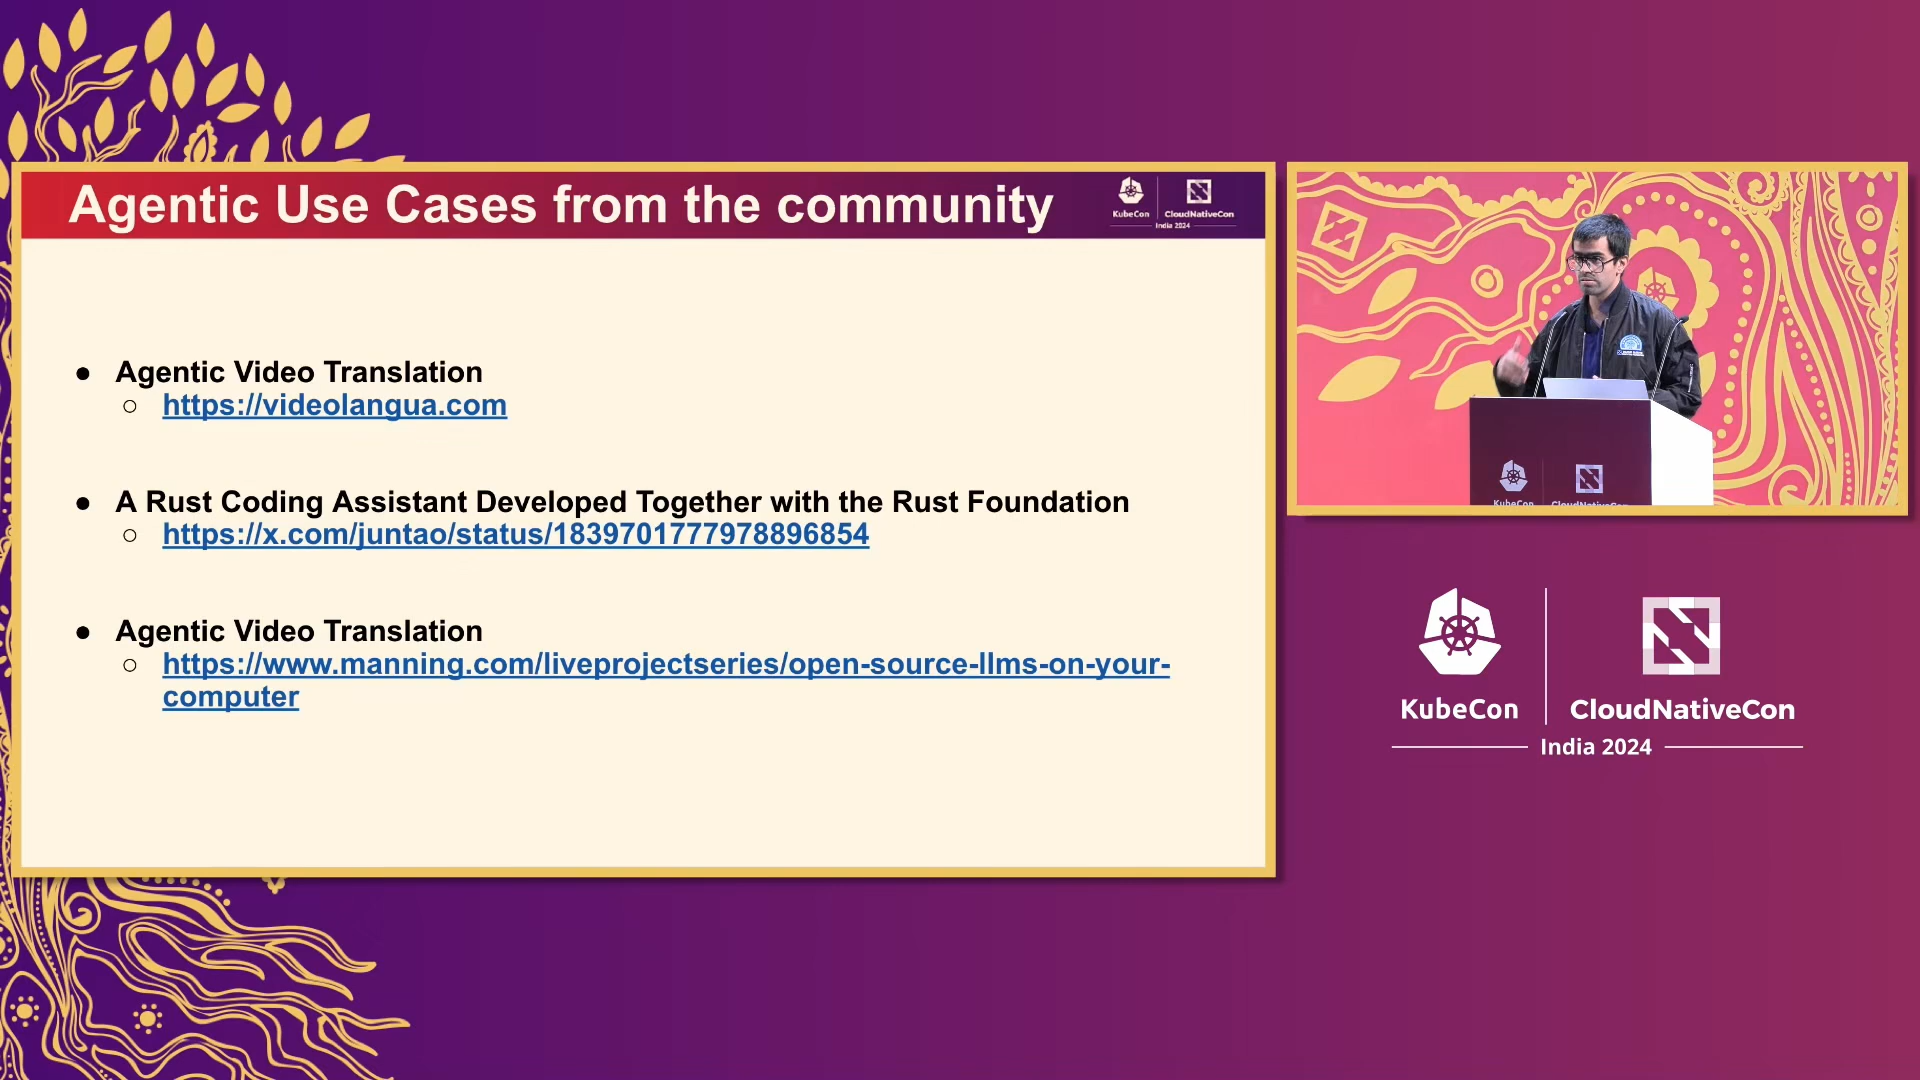 Agentic Use Cases from the community
KubeCon
CloudNativeCon
India 2024
● Agentic Video Translation
○ https://videolangua.com
● A Rust Coding Assistant Developed Together with the Rust Foundation
○ https://x.com/juntao/status/1839701777978896854
● Agentic Video Translation
○ https://www.manning.com/liveprojectseries/open-source-llms-on-your-
computer
KubeCon
CloudNativeCon
KubeCon
CloudNativeCon
India 2024